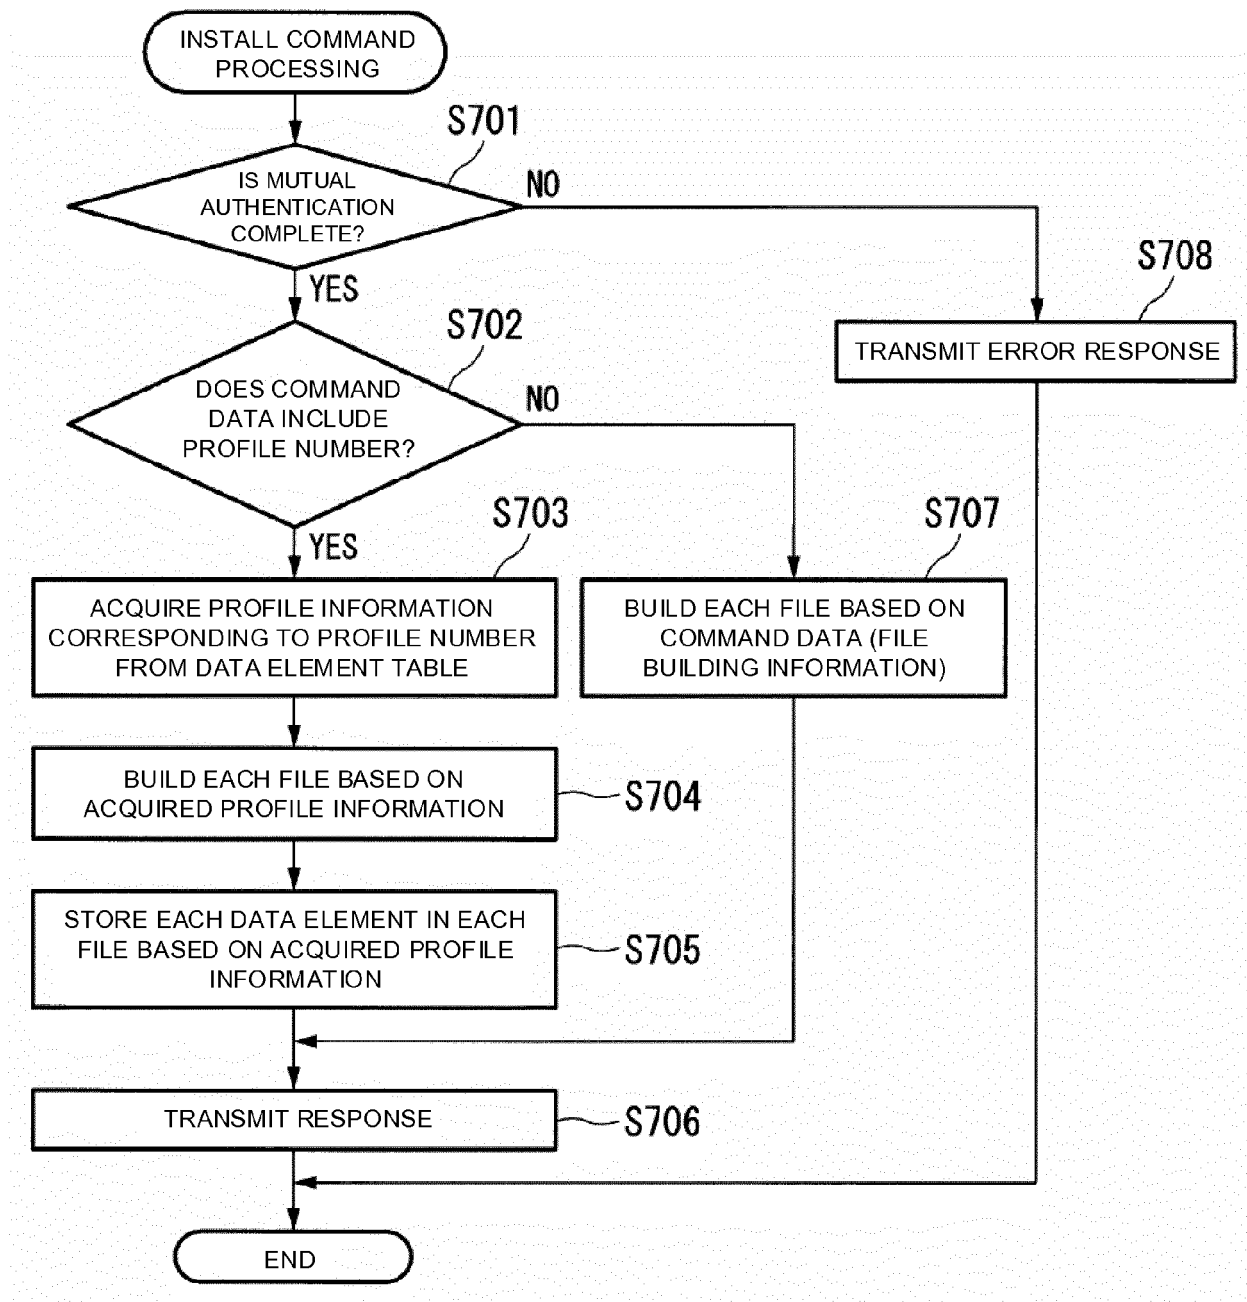 INSTALL COMMAND
PROCESSING
S701
IS MUTUAL
AUTHENTICATION
COMPLETE?
NO
YES
S708
TRANSMIT ERROR RESPONSE
S702
DOES COMMAND
DATA INCLUDE
PROFILE NUMBER?
NO
YES
S703
ACQUIRE PROFILE INFORMATION
CORRESPONDING TO PROFILE NUMBER
FROM DATA ELEMENT TABLE
S707
BUILD EACH FILE BASED ON
COMMAND DATA (FILE
BUILDING INFORMATION)
BUILD EACH FILE BASED ON
ACQUIRED PROFILE INFORMATION
S704
STORE EACH DATA ELEMENT IN EACH
FILE BASED ON ACQUIRED PROFILE
INFORMATION
S705
TRANSMIT RESPONSE
S706
END